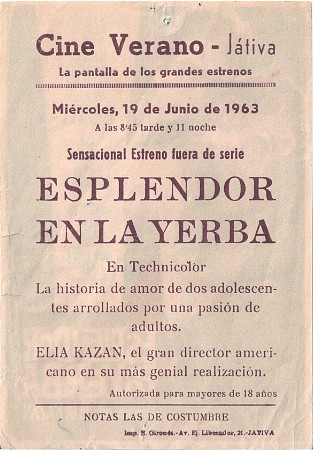 Cine Verano - Játiva
La pantalla de los grandes estrenos
Miércoles, 19 de Junio de 1963
A las 8'45 tarde y 11 noche
Sensacional Estreno fuera de serie
ESPLENDOR
EN LA YERBA
En Technicolor
La historia de amor de dos adolescen-
tes arrollados por una pasión de
adultos.
ELIA KAZAN, el gran director ameri-
cano en su más genial realización.
Autorizada para mayores de 18 años
NOTAS LAS DE COSTUMBRE
Imp. B. Gironés.-Av. Ej. Liberador, 21.-JATIVA